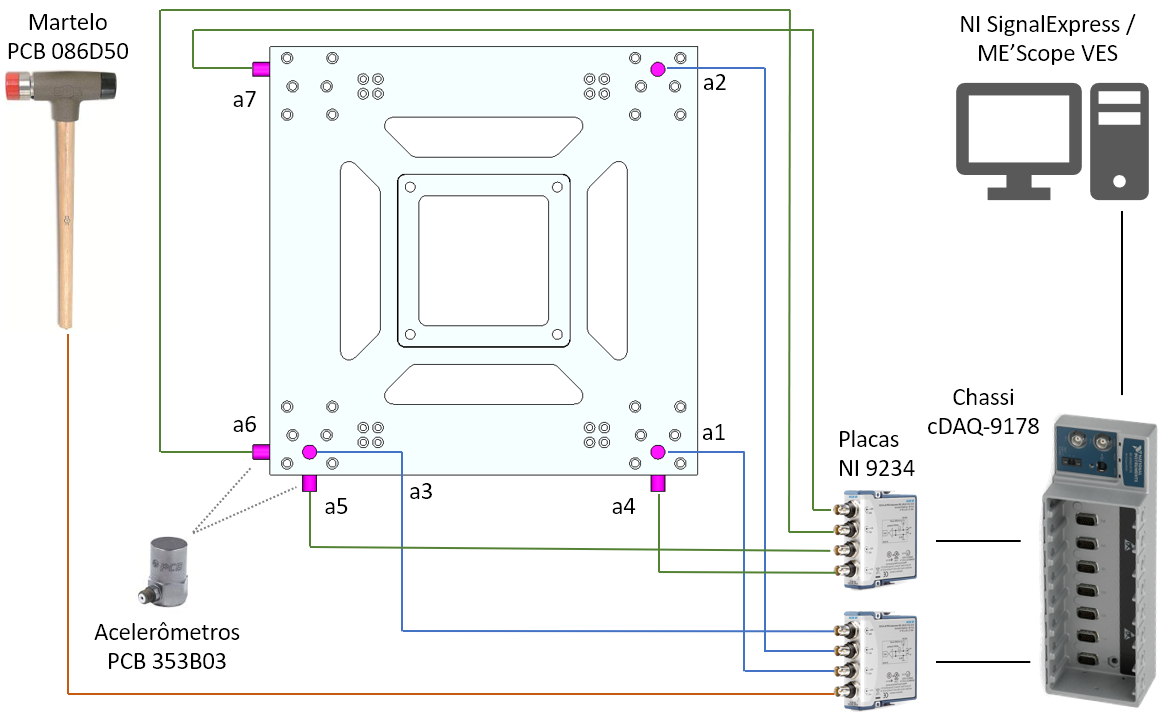 Martelo
PCB 086D50
NI SignalExpress /
ME’Scope VES
a7
a2
a6
a1
a3
a5
a4
Placas
NI 9234
Chassi
cDAQ-9178
PCB
Acelerômetros
PCB 353B03